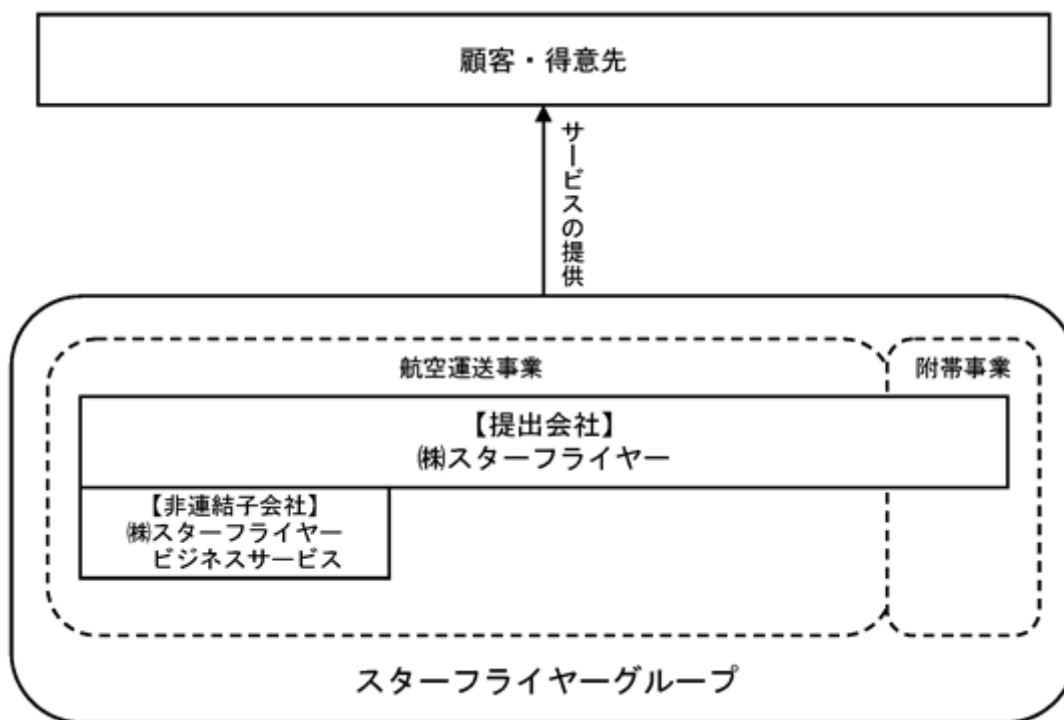 顧客・得意先
サービスの提供
航空運送事業
附帯事業
【提出会社】
㈱スターフライヤー
【非連結子会社】
㈱スターフライヤー
ビジネスサービス
スターフライヤーグループ